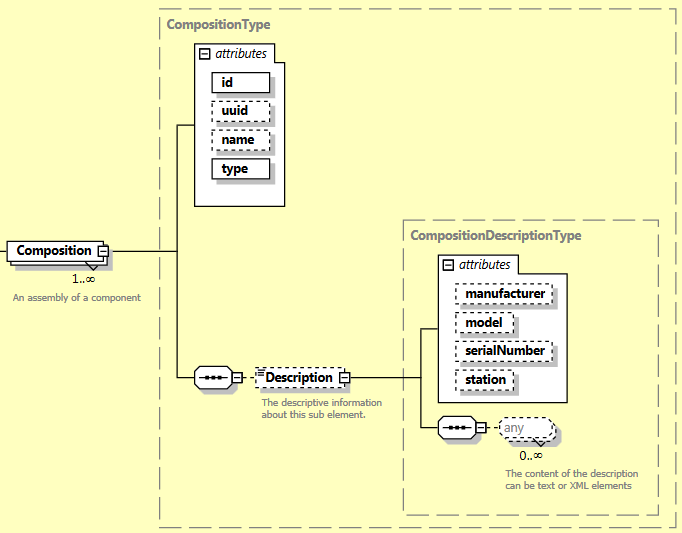 CompositionType
attributes
id
uuid
name
type
Composition
1..∞
An assembly of a component
CompositionDescriptionType
attributes
manufacturer
model
serialNumber
station
Description
The descriptive information
about this sub element.
any
0..∞
The content of the description
can be text or XML elements